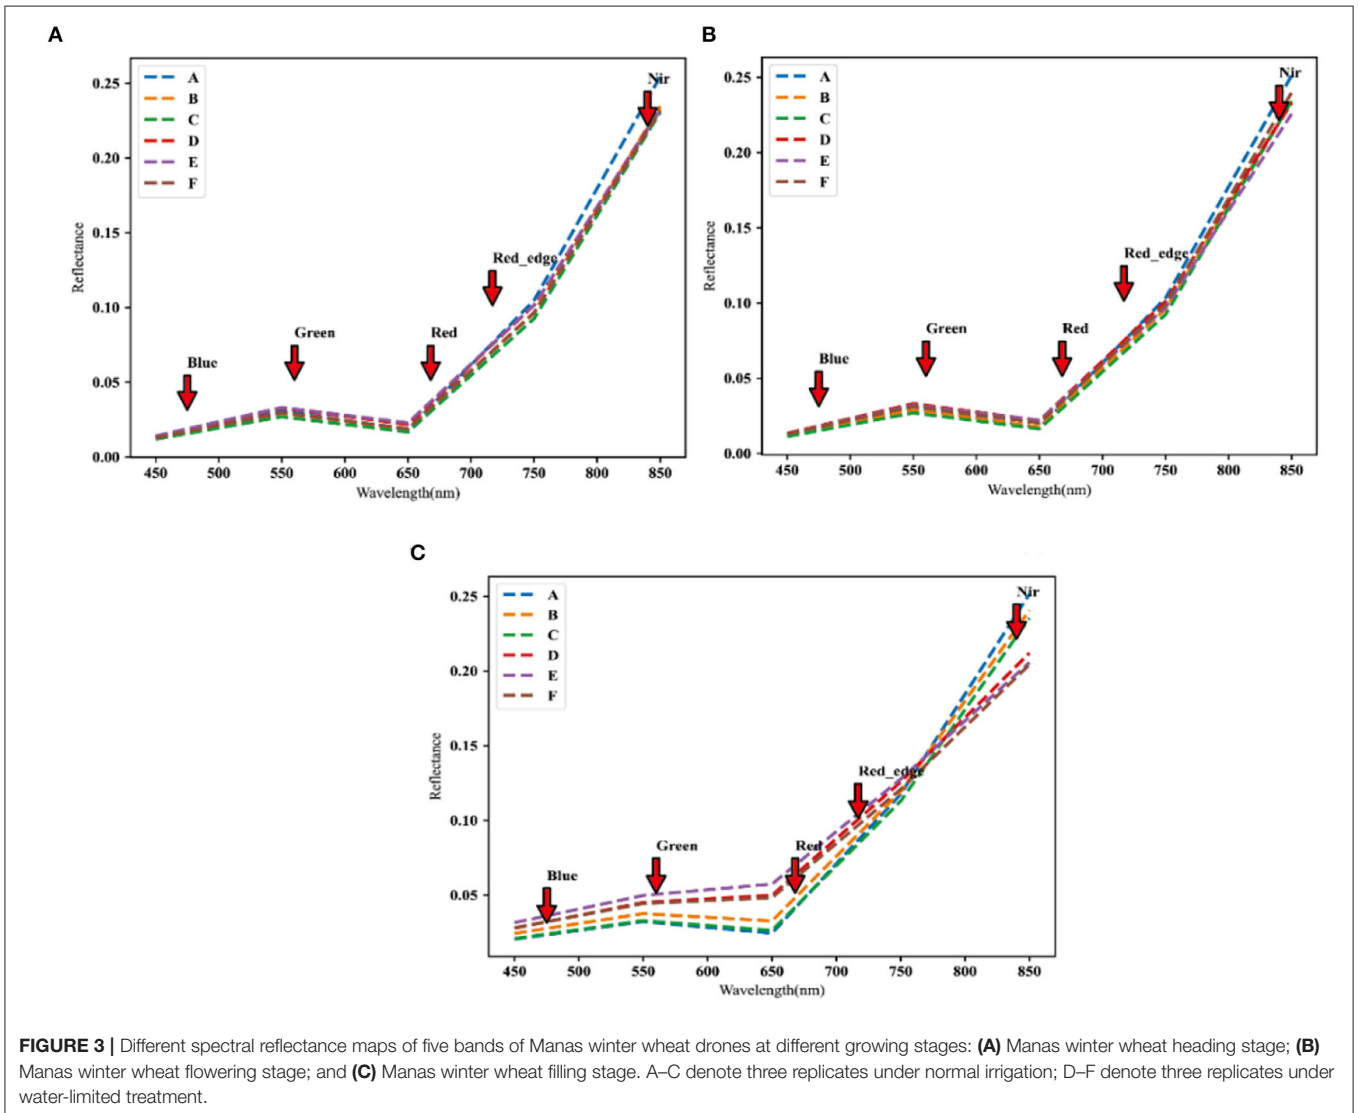 A
0.25
0.20
0.15
0.10
0.05
0.00
Reflectance
A
B
C
D
E
F
Blue
Green
Red
Red_edge
Nir
450 500 550 600 650 700 750 800 850
Wavelength(nm)
B
0.25
0.20
0.15
0.10
0.05
0.00
Reflectance
A
B
C
D
E
F
Blue
Green
Red
Red_edge
Nir
450 500 550 600 650 700 750 800 850
Wavelength(nm)
C
0.25
0.20
0.15
0.10
0.05
Reflectance
A
B
C
D
E
F
Blue
Green
Red
Red_edge
Nir
450 500 550 600 650 700 750 800 850
Wavelength(nm)
FIGURE 3 | Different spectral reflectance maps of five bands of Manas winter wheat drones at different growing stages: (A) Manas winter wheat heading stage; (B)
Manas winter wheat flowering stage; and (C) Manas winter wheat filling stage. A–C denote three replicates under normal irrigation; D–F denote three replicates under
water-limited treatment.